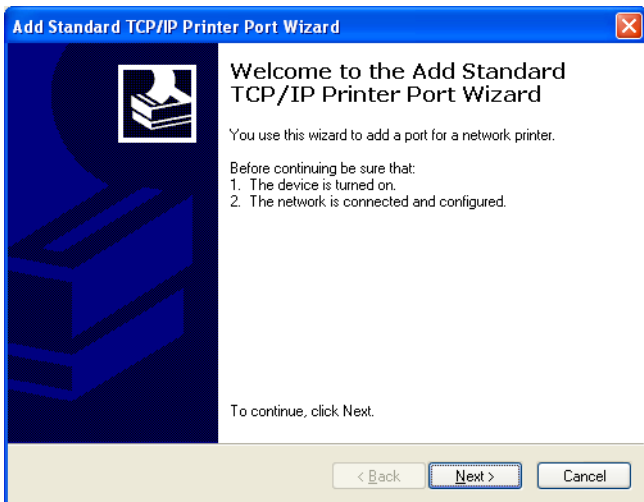 Add Standard TCP/IP Printer Port Wizard
Welcome to the Add Standard
TCP/IP Printer Port Wizard
You use this wizard to add a port for a network printer.
Before continuing be sure that:
1. The device is turned on.
2. The network is connected and configured.
To continue, click Next.
< Back Next > Cancel